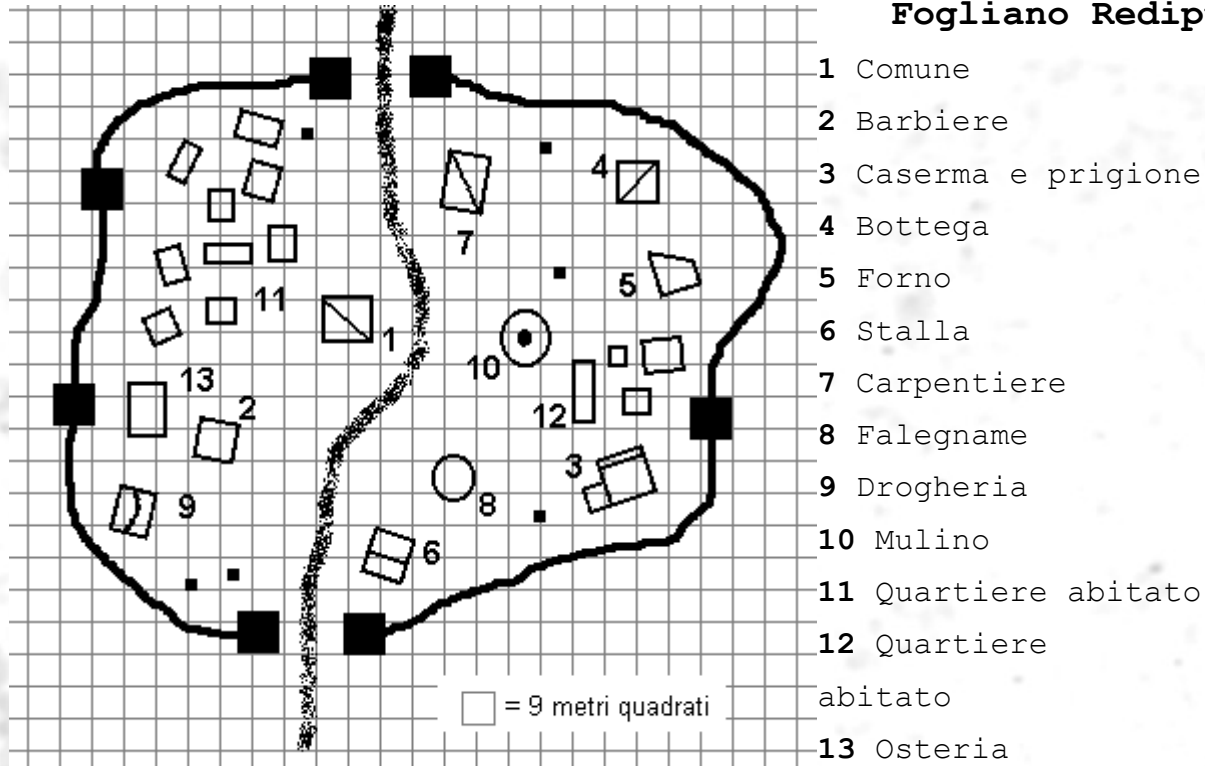 Fogliano
1 Comune
2 Barbiere
3 Caserma e prigione
4 Bottega
5 Forno
6 Stalla
7 Carpentiere
8 Falegname
9 Drogheria
10 Mulino
11 Quartiere abitato
12 Quartiere
abitato
13 Osteria
4
7
5
11
1
10
13
2
12
3
9
8
6
= 9 metri quadrati